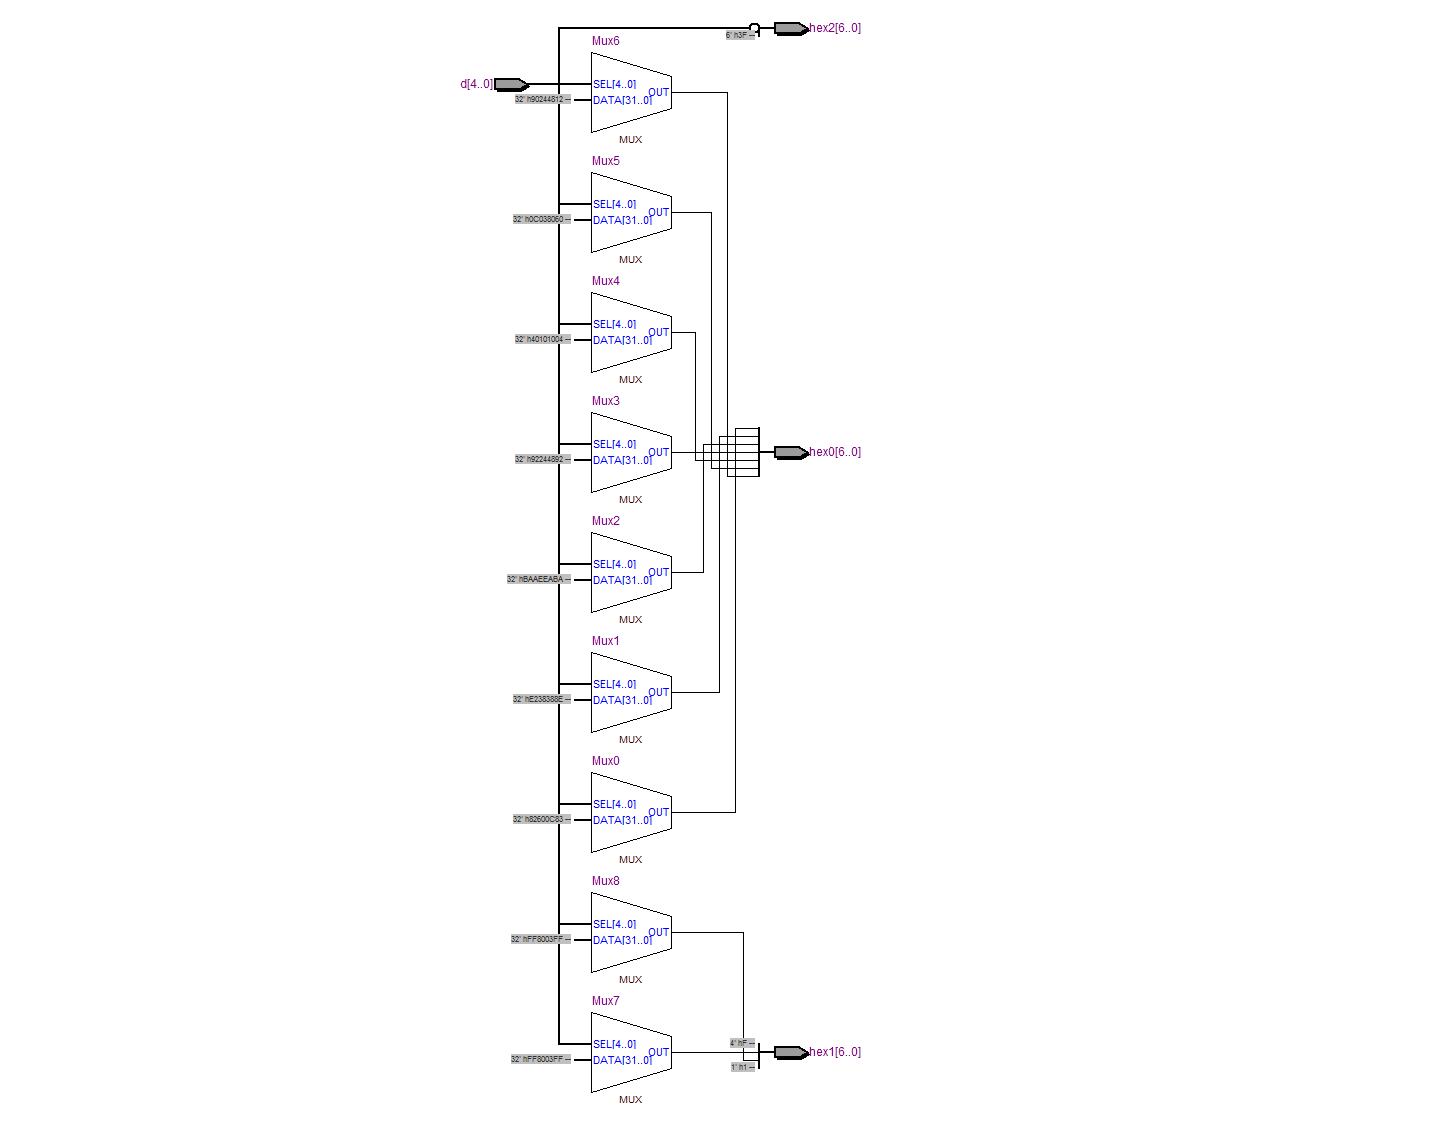 hex2[6..0]
6' h3F --
Mux6
d[4..0]
SEL[4..0]
OUT
32' h90244812 --
DATA[31..0]
MUX
Mux5
SEL[4..0]
OUT
32' h0C038060 --
DATA[31..0]
MUX
Mux4
SEL[4..0]
OUT
32' h40101004 --
DATA[31..0]
MUX
Mux3
SEL[4..0]
OUT
hex0[6..0]
32' h92244892 --
DATA[31..0]
MUX
Mux2
SEL[4..0]
OUT
32' hBAAEEABA --
DATA[31..0]
MUX
Mux1
SEL[4..0]
OUT
32' hE238388E --
DATA[31..0]
MUX
Mux0
SEL[4..0]
OUT
32' h82600C83 --
DATA[31..0]
MUX
Mux8
SEL[4..0]
OUT
32' hFF8003FF --
DATA[31..0]
MUX
Mux7
SEL[4..0]
4' hF --
OUT
hex1[6..0]
32' hFF8003FF --
DATA[31..0]
1' h1 --
MUX